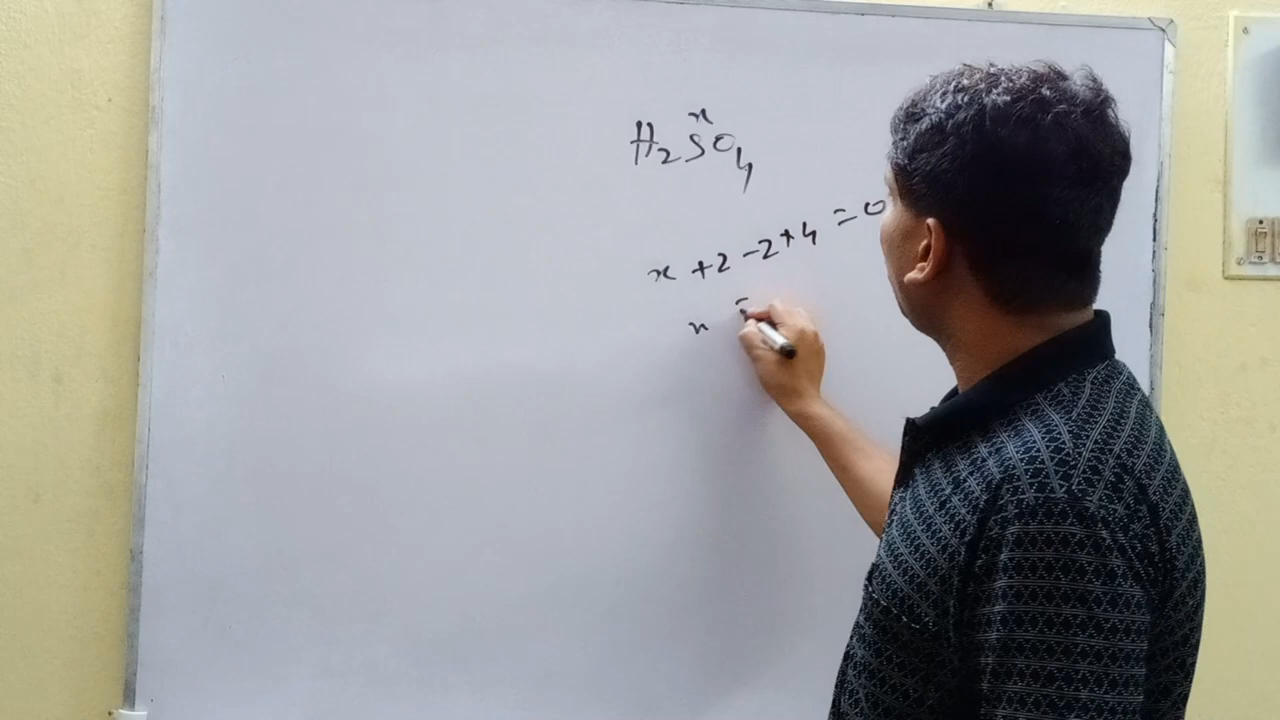 x
H₂SO₄
x +2 -2×4 = 0
x =